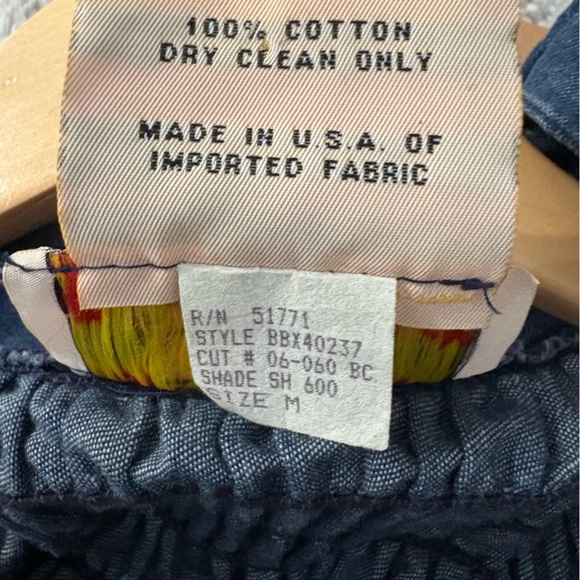 100% COTTON
DRY CLEAN ONLY
MADE IN U.S.A. OF
IMPORTED FABRIC
R/N 51771
STYLE BBX40237
CUT # 06-060 BC
SHADE SH 600
SIZE M